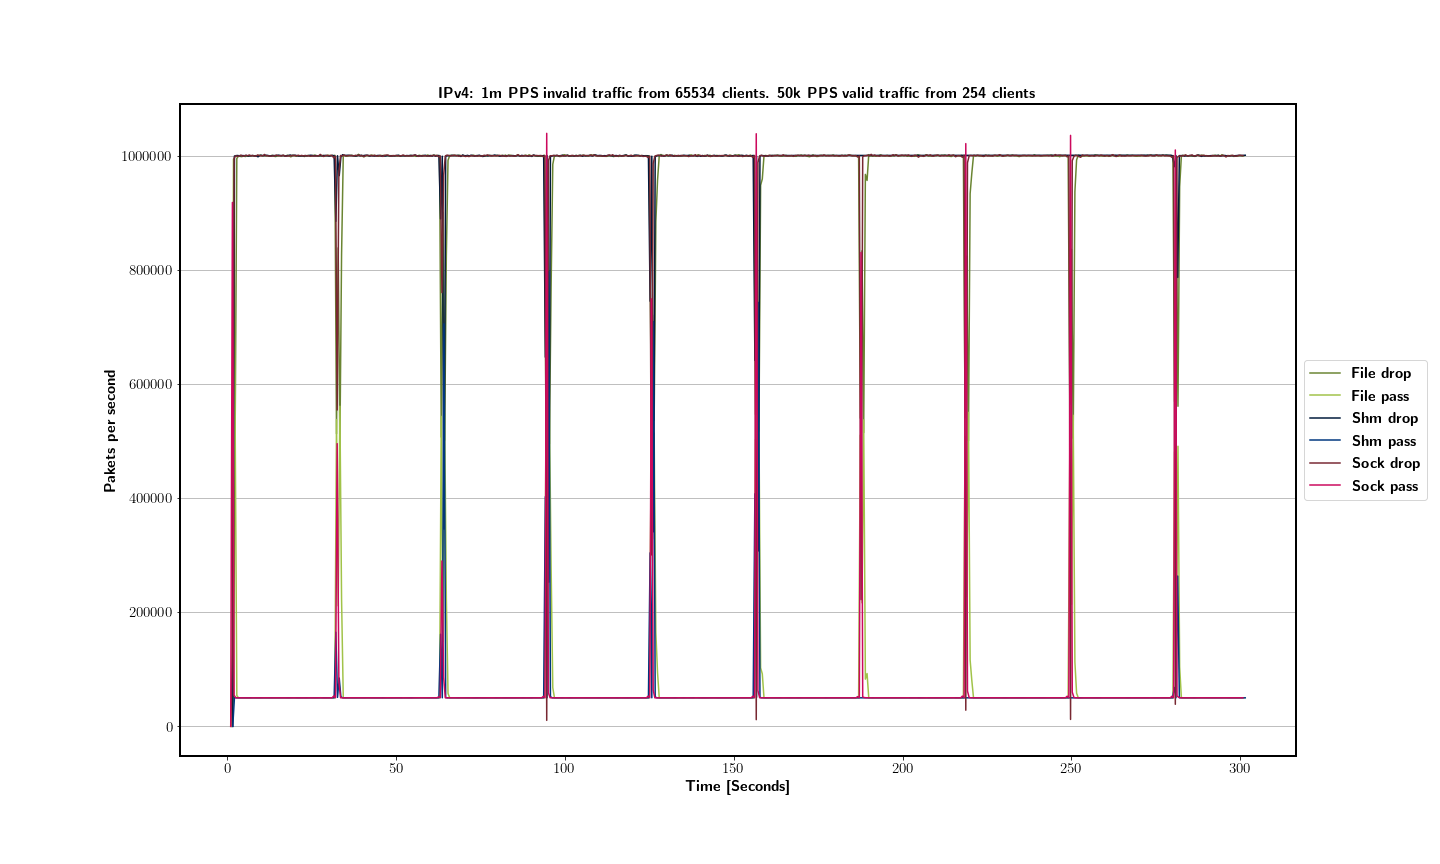 IPv4: 1m PPS invalid traffic from 65534 clients. 50k PPS valid traffic from 254 clients
1000000
800000
600000
400000
200000
0
Pakets per second
0 50 100 150 200 250 300
Time [Seconds]
File drop
File pass
Shm drop
Shm pass
Sock drop
Sock pass